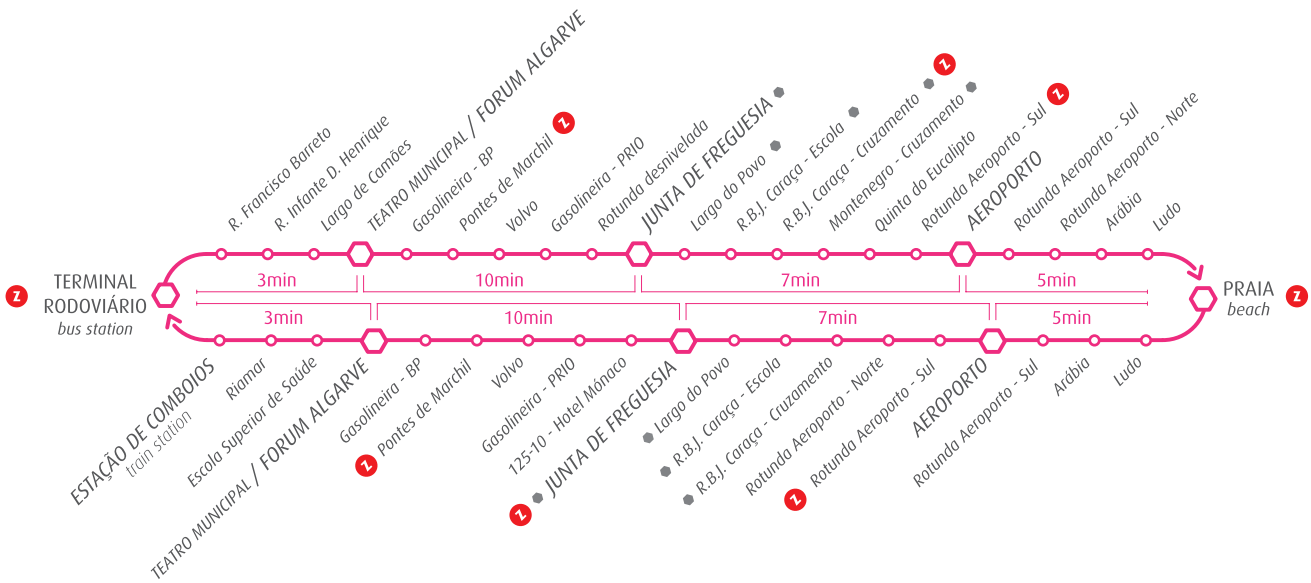 R. Francisco Barreto
R. Infante D. Henrique
Largo de Camões
TEATRO MUNICIPAL / FORUM ALGARVE
Gasolineira - BP
Pontes de Marchil
Z
Volvo
Gasolineira - PRIO
Rotunda desnivelada
JUNTA DE FREGUESIA
Largo do Povo
R.B.J. Caraça - Escola
R.B.J. Caraça - Cruzamento
Z
Montenegro - Cruzamento
Quinta do Eucalipto
Rotunda Aeroporto - Sul
Z
AEROPORTO
Rotunda Aeroporto - Sul
Rotunda Aeroporto - Norte
Arábia
Ludo
Z
TERMINAL
RODOVIÁRIO
bus station
3min
10min
7min
5min
3min
10min
7min
5min
PRAIA
beach
Z
ESTAÇÃO DE COMBOIOS
train station
Riamar
Escola Superior de Saúde
TEATRO MUNICIPAL / FORUM ALGARVE
Gasolineira - BP
Z
Pontes de Marchil
Volvo
Gasolineira - PRIO
125-10 - Hotel Mónaco
Z
JUNTA DE FREGUESIA
Largo do Povo
R.B.J. Caraça - Escola
R.B.J. Caraça - Cruzamento
Rotunda Aeroporto - Norte
Z
Rotunda Aeroporto - Sul
AEROPORTO
Rotunda Aeroporto - Sul
Arábia
Ludo